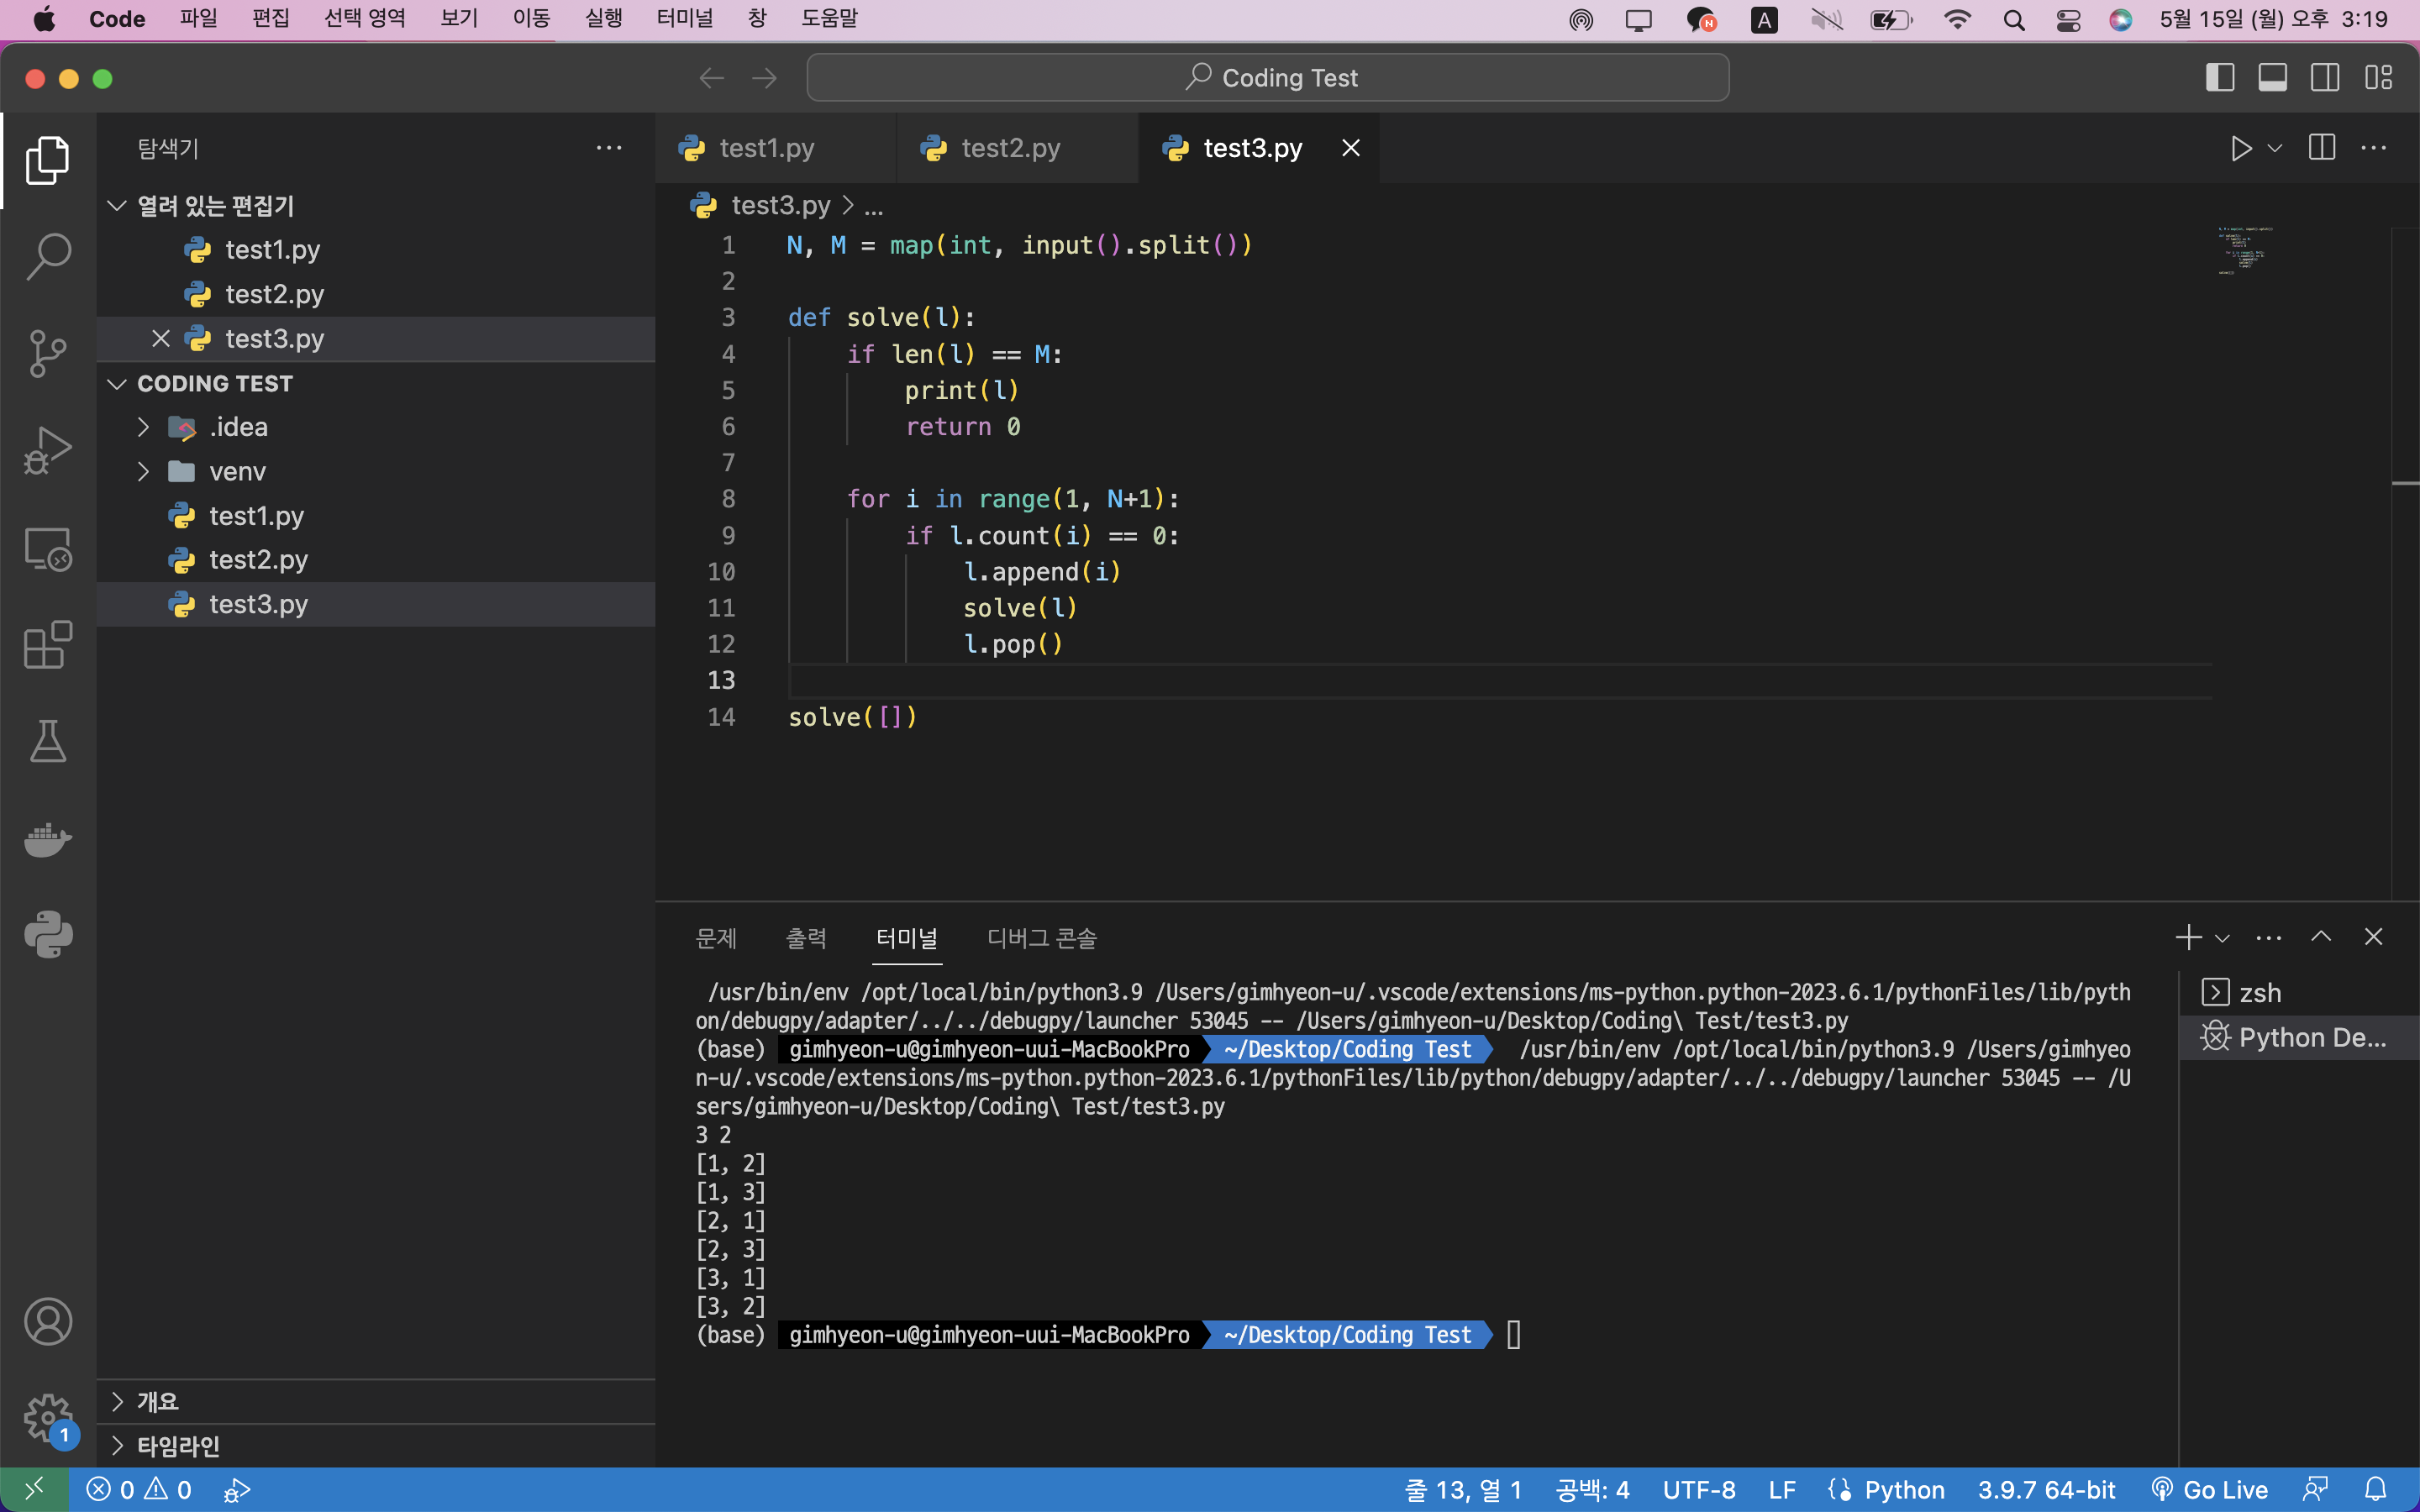 Code 파일 편집 선택 영역 보기 이동 실행 터미널 창 도움말 A 5월 15일 (월) 오후 3:19
Coding Test
탐색기
열려 있는 편집기
test1.py
test2.py
test3.py
CODING TEST
.idea
venv
test1.py
test2.py
test3.py
개요
타임라인
1
test1.py test2.py test3.py
test3.py > ...
1 N, M = map(int, input().split())
2
3 def solve(l):
4     if len(l) == M:
5         print(l)
6         return 0
7
8     for i in range(1, N+1):
9         if l.count(i) == 0:
10             l.append(i)
11             solve(l)
12             l.pop()
13
14 solve([])
문제 출력 터미널 디버그 콘솔
/usr/bin/env /opt/local/bin/python3.9 /Users/gimhyeon-u/.vscode/extensions/ms-python.python-2023.6.1/pythonFiles/lib/pyth
on/debugpy/adapter/../../debugpy/launcher 53045 -- /Users/gimhyeon-u/Desktop/Coding\ Test/test3.py
(base) gimhyeon-u@gimhyeon-uui-MacBookPro ~/Desktop/Coding Test /usr/bin/env /opt/local/bin/python3.9 /Users/gimhyeo
n-u/.vscode/extensions/ms-python.python-2023.6.1/pythonFiles/lib/python/debugpy/adapter/../../debugpy/launcher 53045 -- /U
sers/gimhyeon-u/Desktop/Coding\ Test/test3.py
3 2
[1, 2]
[1, 3]
[2, 1]
[2, 3]
[3, 1]
[3, 2]
(base) gimhyeon-u@gimhyeon-uui-MacBookPro ~/Desktop/Coding Test
zsh
Python De...
0 0 줄 13, 열 1 공백: 4 UTF-8 LF Python 3.9.7 64-bit Go Live